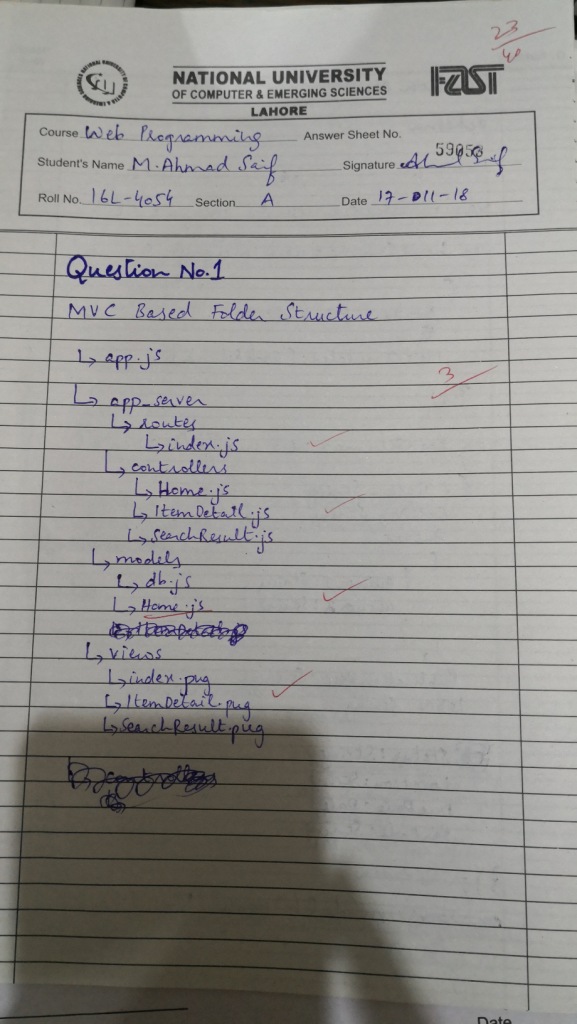 23/40
NATIONAL UNIVERSITY
OF COMPUTER & EMERGING SCIENCES
LAHORE
FAST
Course Web Programming Answer Sheet No. 59053
Student's Name M. Ahmad Saif Signature
Roll No. 16L-4054 Section A Date 17-011-18
Question No.1
MVC Based Folder Structure
↳ app.js
3
↳ app_server
↳ routes
↳ index.js
↳ controllers
↳ Home.js
↳ ItemDetail.js
↳ SearchResult.js
↳ models
↳ db.js
↳ Home.js
↳ views
↳ index.pug
↳ ItemDetail.pug
↳ SearchResult.pug
Date